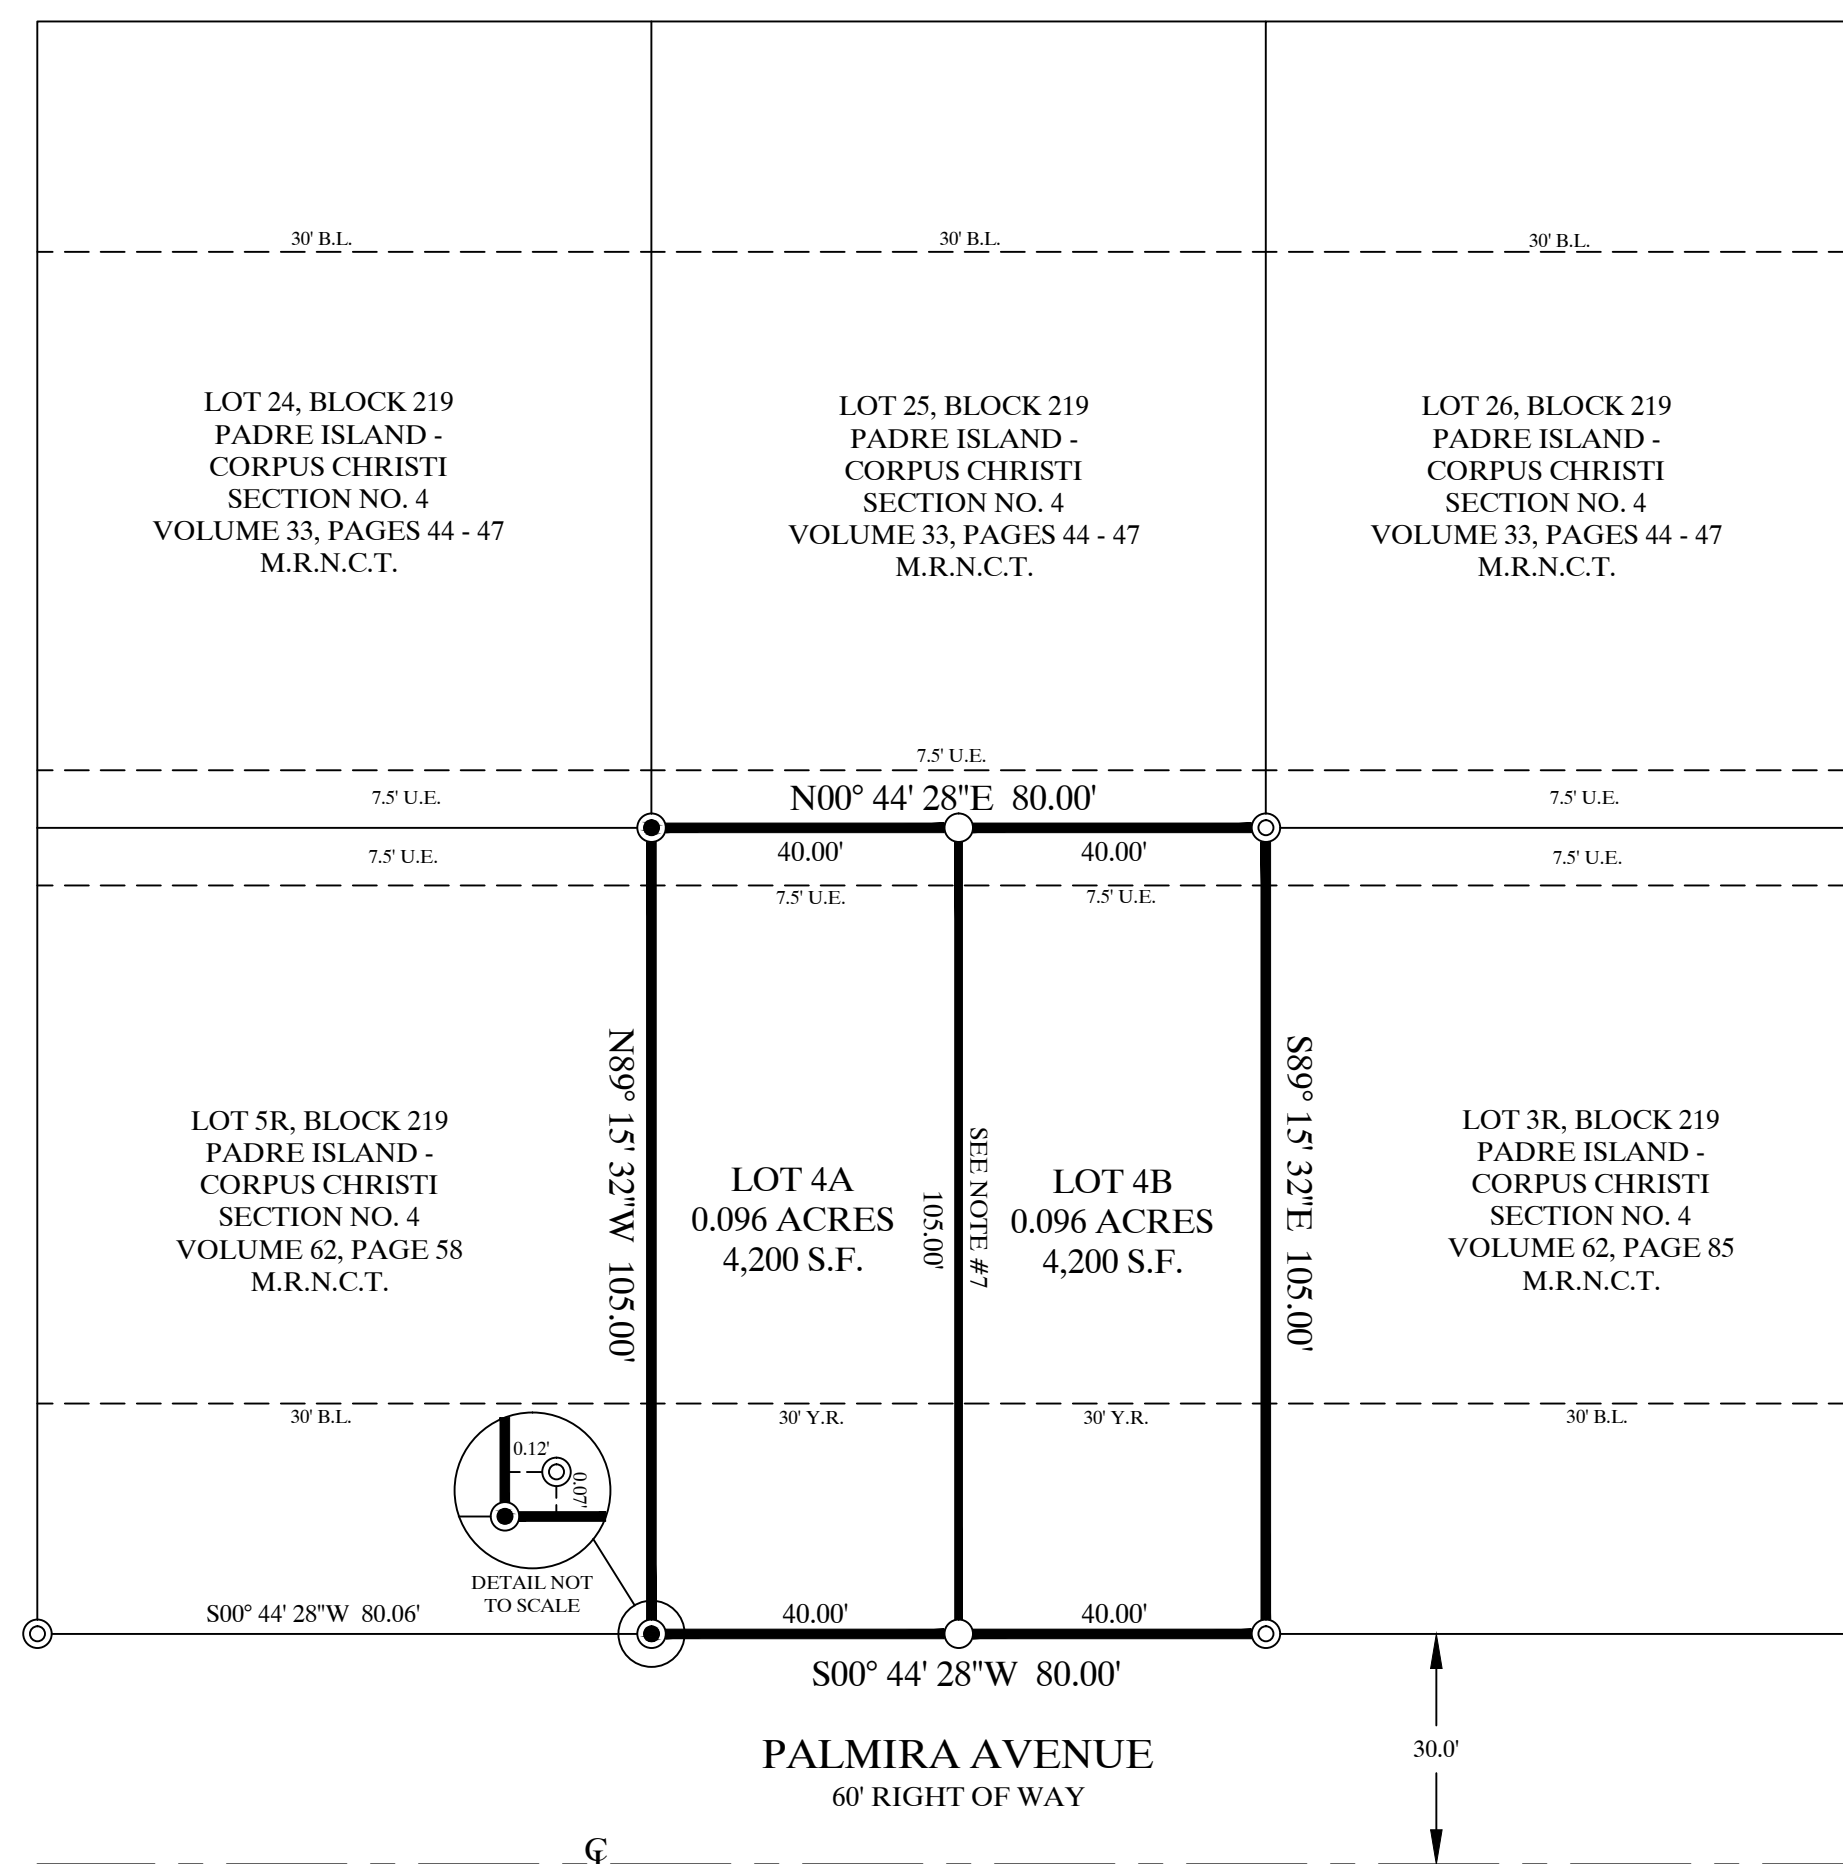 30' B.L.
30' B.L.
30' B.L.
LOT 24, BLOCK 219
PADRE ISLAND -
CORPUS CHRISTI
SECTION NO. 4
VOLUME 33, PAGES 44 - 47
M.R.N.C.T.
LOT 25, BLOCK 219
PADRE ISLAND -
CORPUS CHRISTI
SECTION NO. 4
VOLUME 33, PAGES 44 - 47
M.R.N.C.T.
LOT 26, BLOCK 219
PADRE ISLAND -
CORPUS CHRISTI
SECTION NO. 4
VOLUME 33, PAGES 44 - 47
M.R.N.C.T.
7.5' U.E.
7.5' U.E.
N00° 44' 28"E 80.00'
7.5' U.E.
7.5' U.E.
40.00'
40.00'
7.5' U.E.
7.5' U.E.
7.5' U.E.
LOT 5R, BLOCK 219
PADRE ISLAND -
CORPUS CHRISTI
SECTION NO. 4
VOLUME 62, PAGE 58
M.R.N.C.T.
N89° 15' 32"W 105.00'
LOT 4A
0.096 ACRES
4,200 S.F.
105.00'
SEE NOTE #7
LOT 4B
0.096 ACRES
4,200 S.F.
S89° 15' 32"E 105.00'
LOT 3R, BLOCK 219
PADRE ISLAND -
CORPUS CHRISTI
SECTION NO. 4
VOLUME 62, PAGE 85
M.R.N.C.T.
30' B.L.
30' Y.R.
30' Y.R.
30' B.L.
0.12'
0.07'
DETAIL NOT
TO SCALE
S00° 44' 28"W 80.06'
40.00'
40.00'
S00° 44' 28"W 80.00'
PALMIRA AVENUE
60' RIGHT OF WAY
30.0'
℄